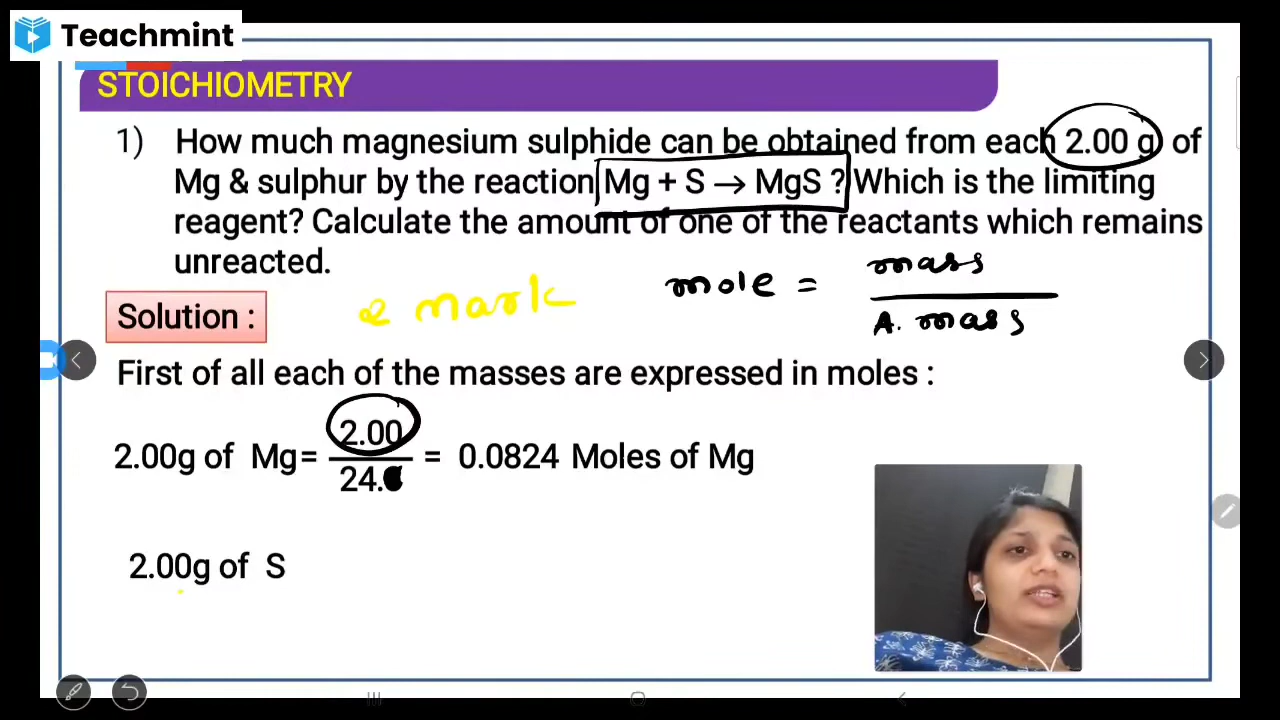 Teachmint
STOICHIOMETRY
1) How much magnesium sulphide can be obtained from each 2.00 g of
Mg & sulphur by the reaction Mg + S → MgS ? Which is the limiting
reagent? Calculate the amount of one of the reactants which remains
unreacted.
mole = mass / A. mass
Solution :
2 mark
First of all each of the masses are expressed in moles :
2.00g of Mg = 2.00 / 24. = 0.0824 Moles of Mg
2.00g of S